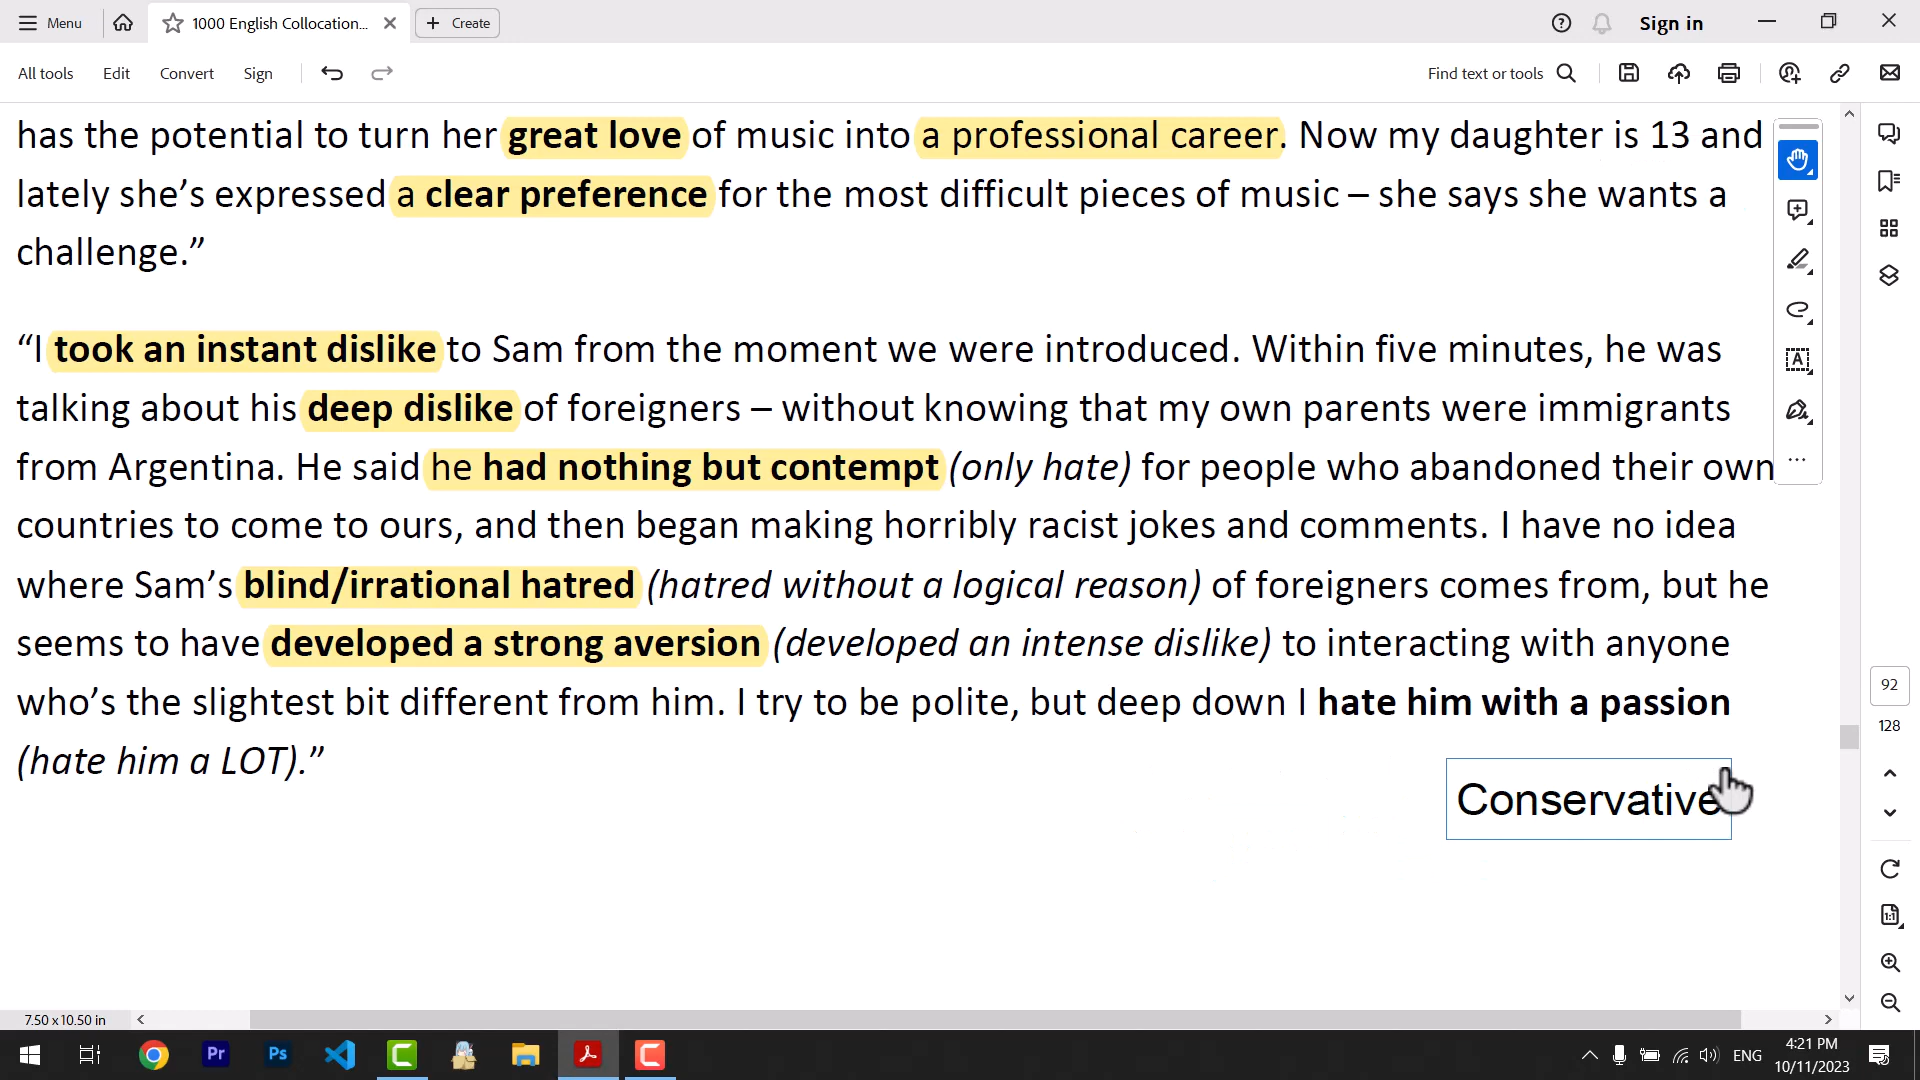 Menu
1000 English Collocation...
Create
Sign in
All tools
Edit
Convert
Sign
Find text or tools
has the potential to turn her great love of music into a professional career. Now my daughter is 13 and
lately she’s expressed a clear preference for the most difficult pieces of music – she says she wants a
challenge.”
“I took an instant dislike to Sam from the moment we were introduced. Within five minutes, he was
talking about his deep dislike of foreigners – without knowing that my own parents were immigrants
from Argentina. He said he had nothing but contempt (only hate) for people who abandoned their own
countries to come to ours, and then began making horribly racist jokes and comments. I have no idea
where Sam’s blind/irrational hatred (hatred without a logical reason) of foreigners comes from, but he
seems to have developed a strong aversion (developed an intense dislike) to interacting with anyone
who’s the slightest bit different from him. I try to be polite, but deep down I hate him with a passion
(hate him a LOT).”
Conservative
92
128
7.50 x 10.50 in
Pr
Ps
ENG
4:21 PM
10/11/2023